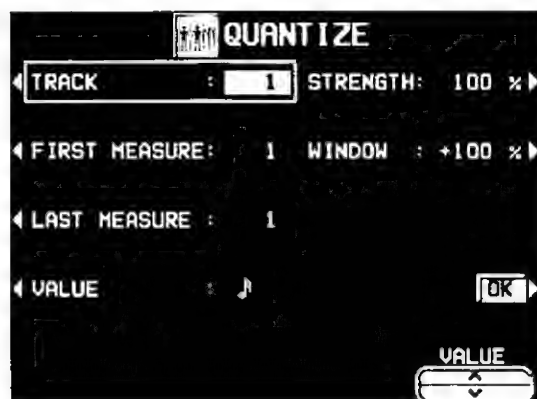 QUANTIZE
TRACK : 1 STRENGTH: 100 %
FIRST MEASURE: 1 WINDOW : +100 %
LAST MEASURE : 1
VALUE : ♪
OK
VALUE